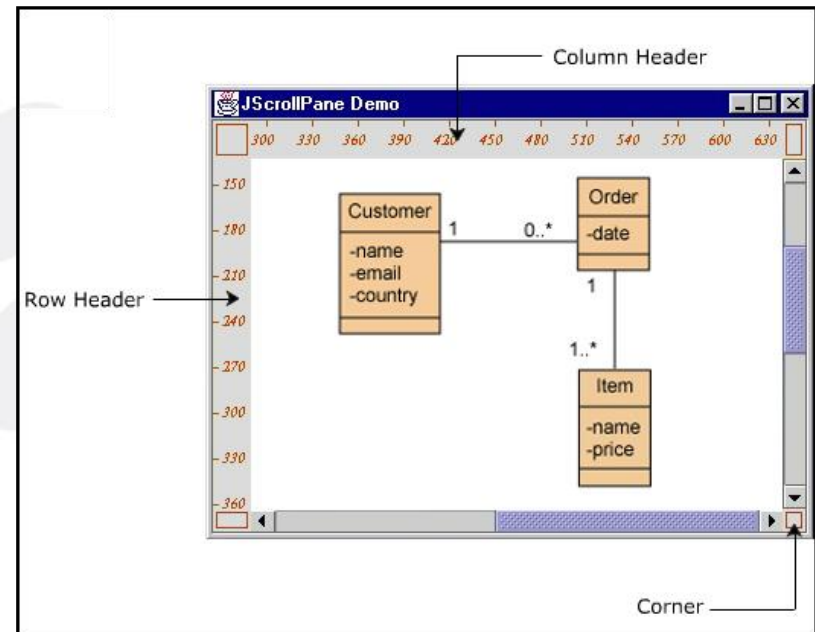 Column Header
JScrollPane Demo
300 330 360 390 420 450 480 510 540 570 600 630
- 150
- 180
- 210
- 240
- 270
- 300
- 330
- 360
Row Header
Customer
-name
-email
-country
1
0..*
Order
-date
1
1..*
Item
-name
-price
Corner